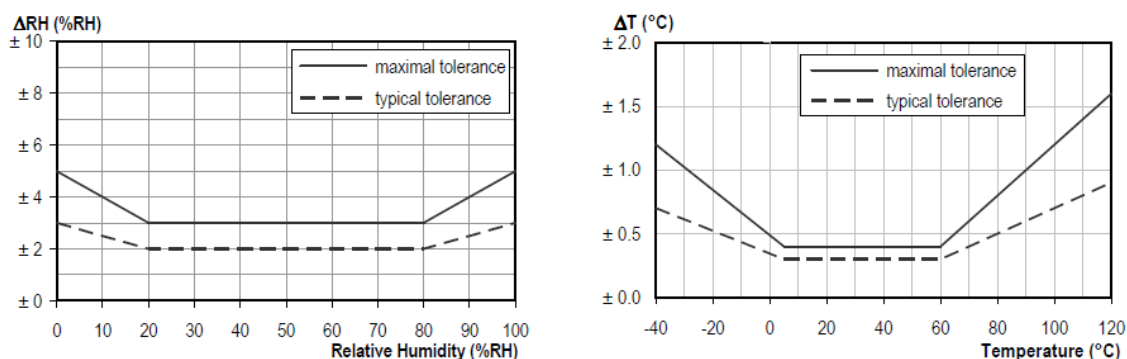 ΔRH (%RH)
± 10
± 8
± 6
± 4
± 2
± 0
maximal tolerance
typical tolerance
0 10 20 30 40 50 60 70 80 90 100
Relative Humidity (%RH)
ΔT (°C)
± 2.0
± 1.5
± 1.0
± 0.5
± 0.0
maximal tolerance
typical tolerance
-40 -20 0 20 40 60 80 100 120
Temperature (°C)